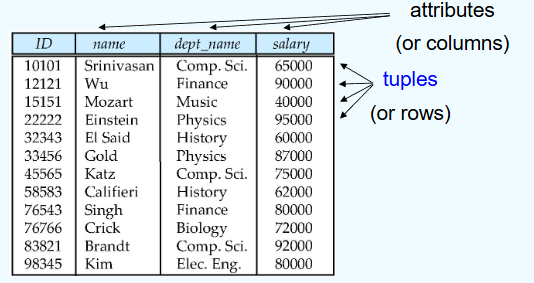 attributes
(or columns)
ID name dept_name salary
10101 Srinivasan Comp. Sci. 65000
12121 Wu Finance 90000
15151 Mozart Music 40000
22222 Einstein Physics 95000
32343 El Said History 60000
33456 Gold Physics 87000
45565 Katz Comp. Sci. 75000
58583 Califieri History 62000
76543 Singh Finance 80000
76766 Crick Biology 72000
83821 Brandt Comp. Sci. 92000
98345 Kim Elec. Eng. 80000
tuples
(or rows)